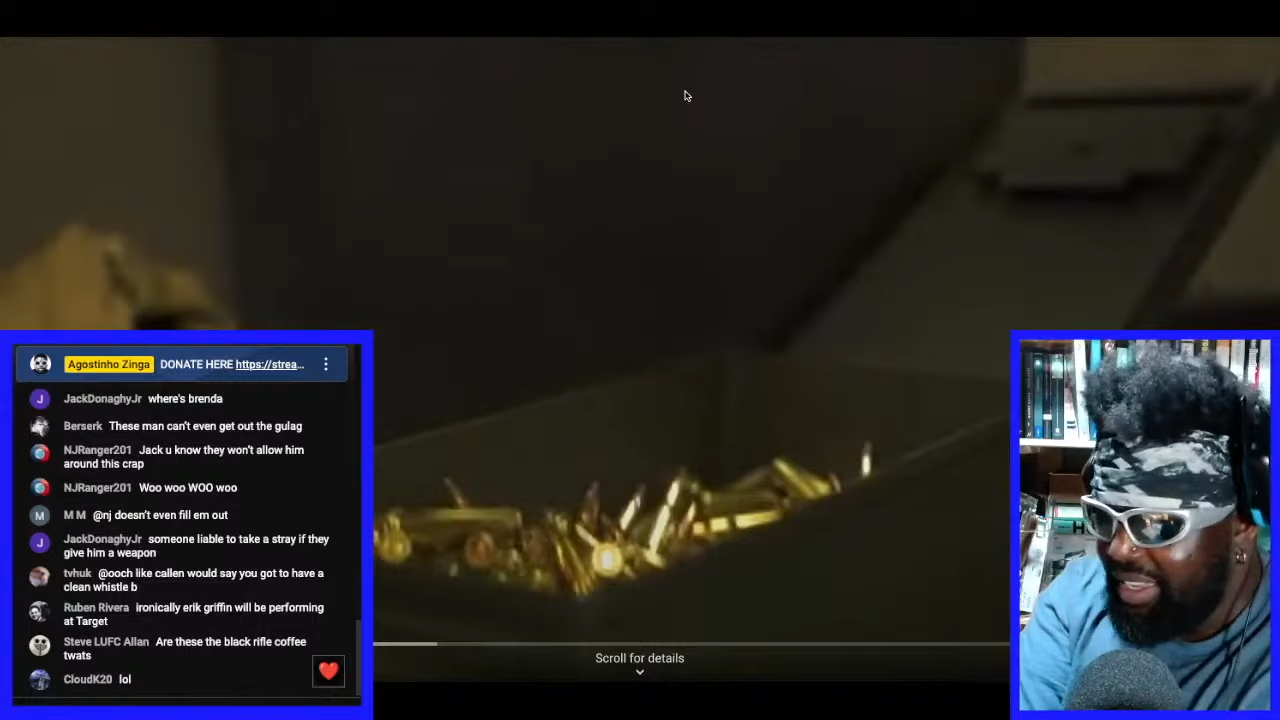 Agostinho Zinga DONATE HERE https://strea...
JackDonaghyJr where's brenda
Berserk These man can't even get out the gulag
NJRanger201 Jack u know they won't allow him
around this crap
NJRanger201 Woo woo WOO woo
M M @nj doesn't even fill em out
JackDonaghyJr someone liable to take a stray if they
give him a weapon
tvhuk @ooch like callen would say you got to have a
clean whistle b
Ruben Rivera ironically erik griffin will be performing
at Target
Steve LUFC Allan Are these the black rifle coffee
twats
CloudK20 lol
Scroll for details